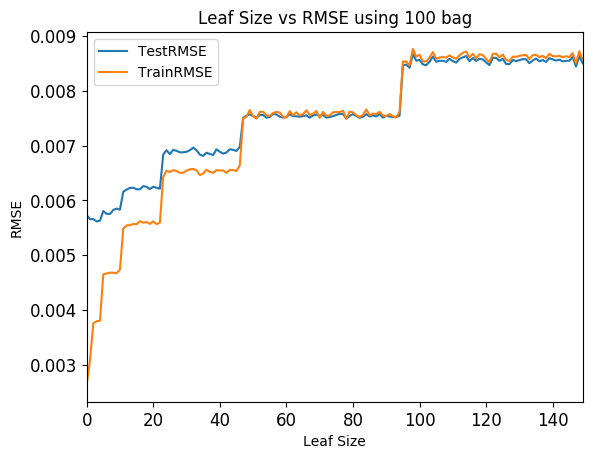 Leaf Size vs RMSE using 100 bag
TestRMSE
TrainRMSE
0.009
0.008
0.007
0.006
0.005
0.004
0.003
RMSE
0 20 40 60 80 100 120 140
Leaf Size